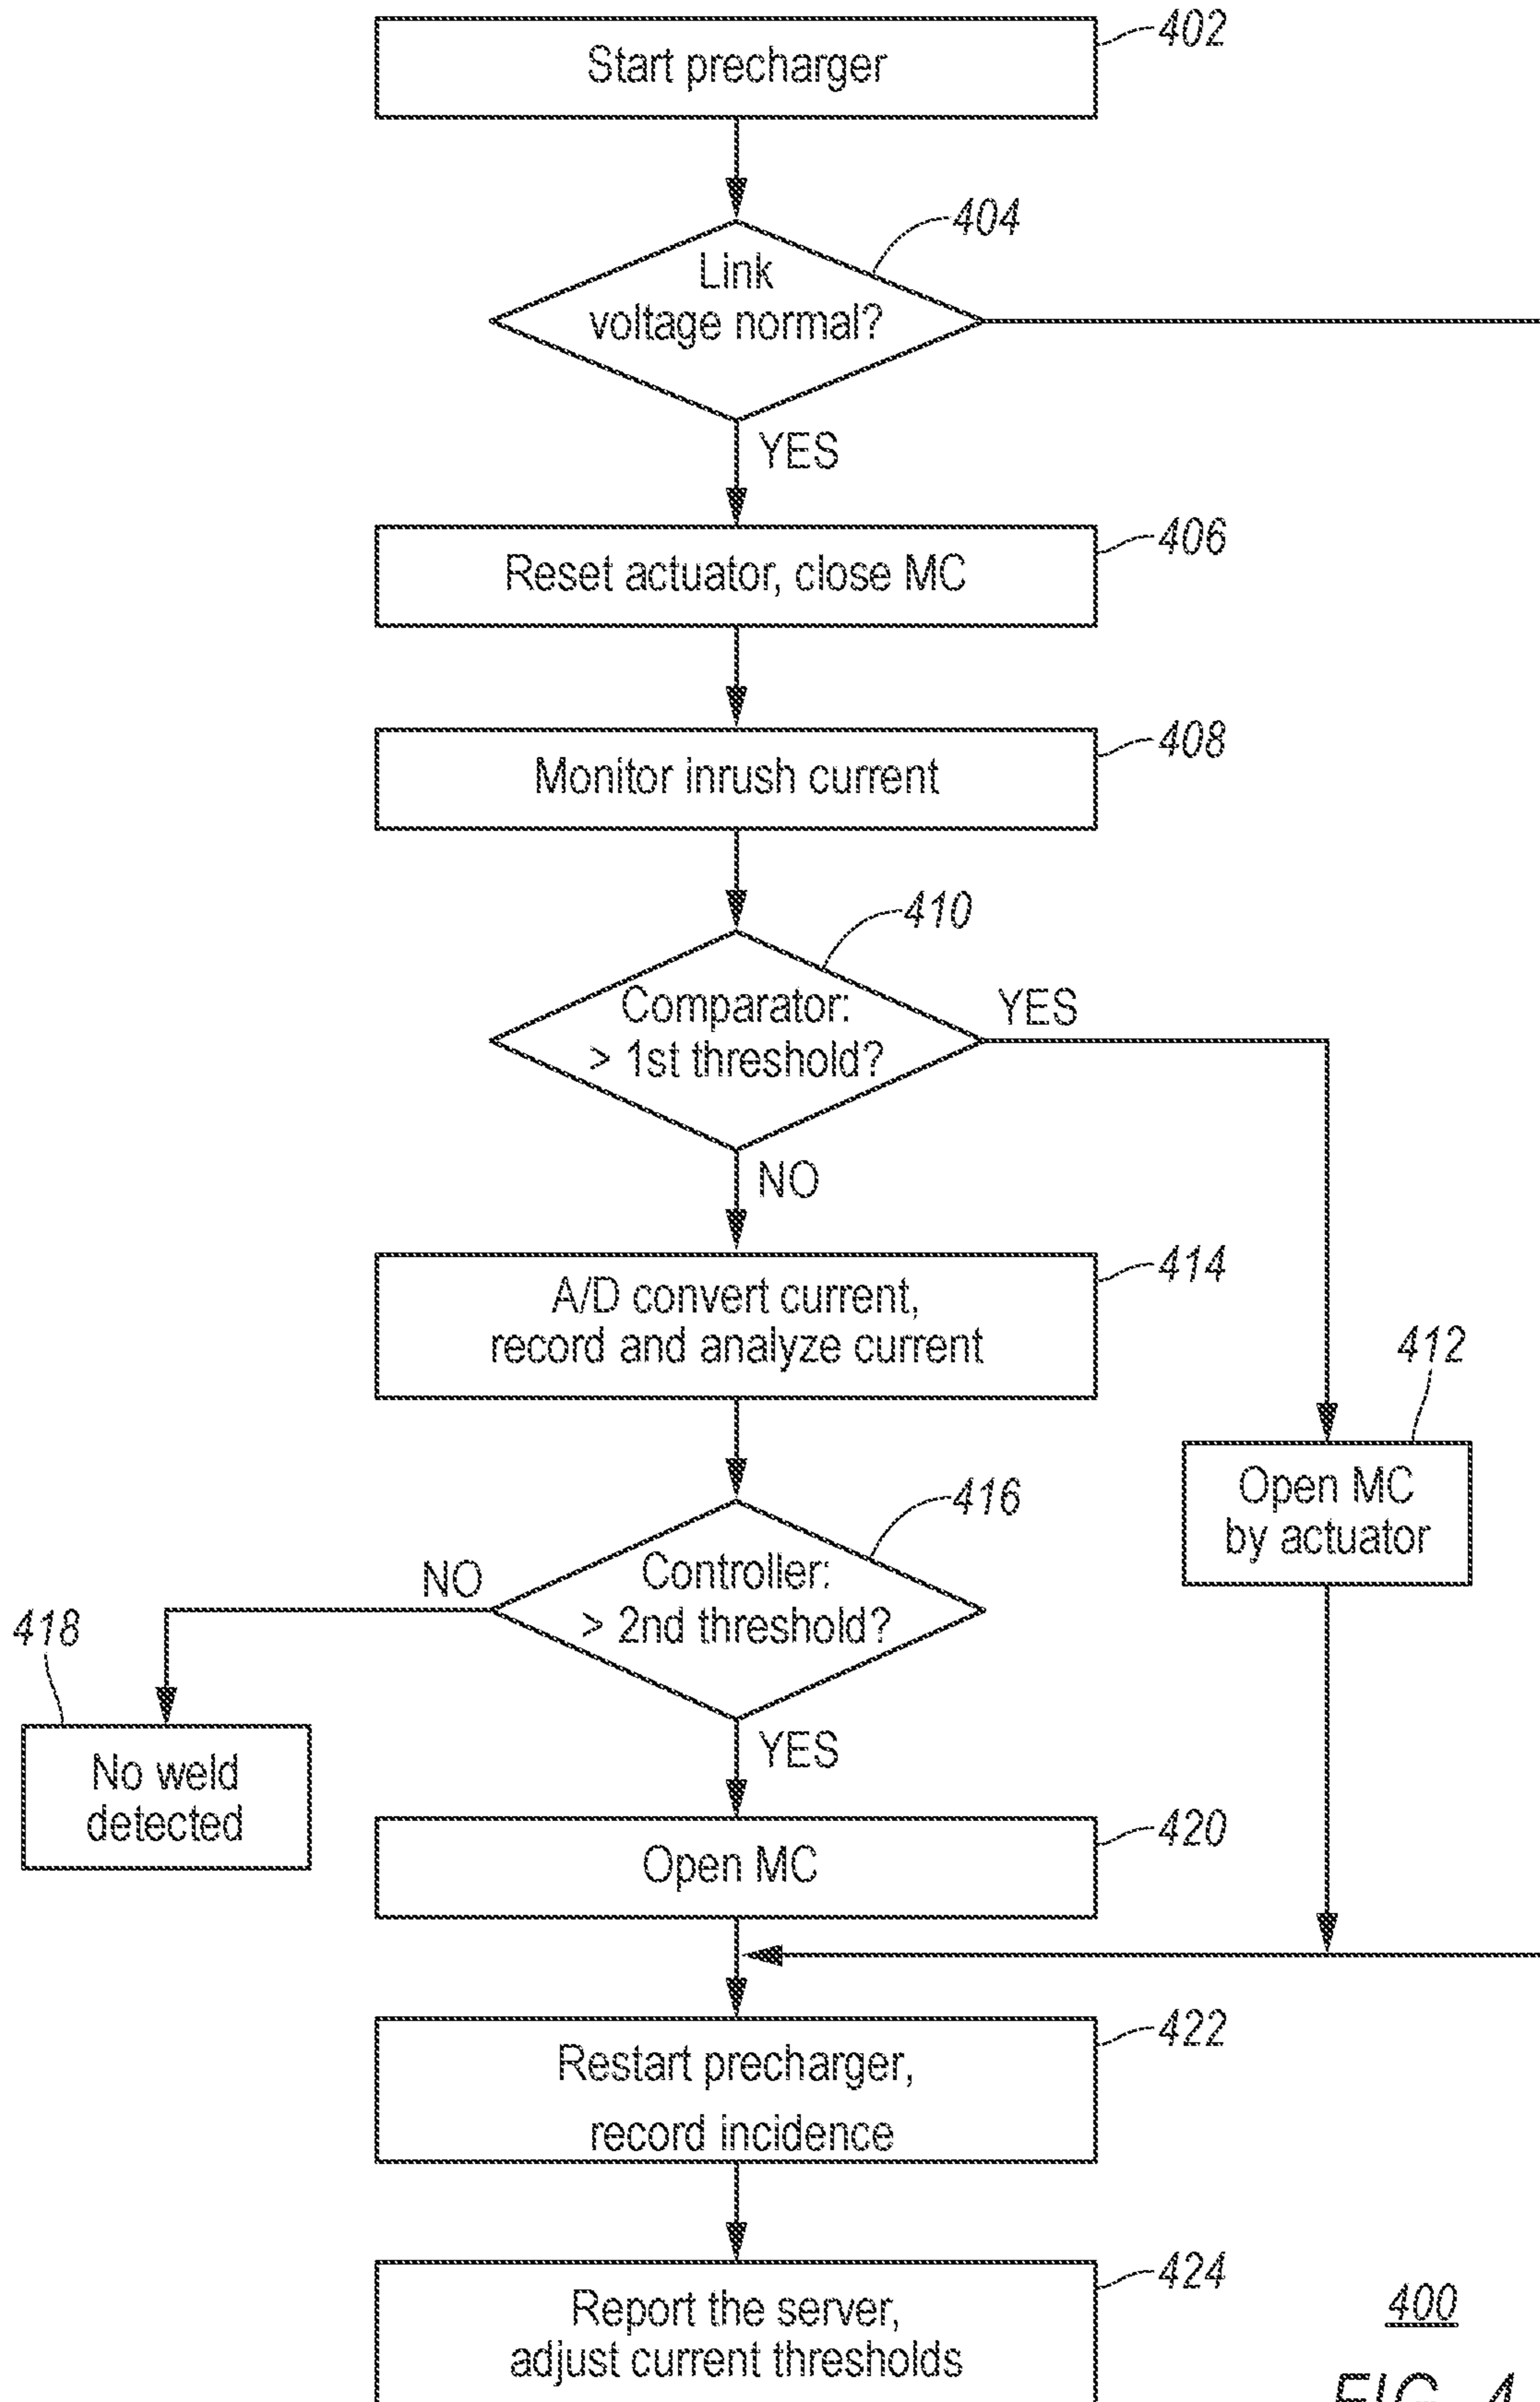 402
Start precharger
404
Link
voltage normal?
YES
406
Reset actuator, close MC
408
Monitor inrush current
410
Comparator:
> 1st threshold?
YES
NO
414
A/D convert current,
record and analyze current
412
Open MC
by actuator
416
Controller:
> 2nd threshold?
NO
418
No weld
detected
YES
420
Open MC
422
Restart precharger,
record incidence
424
Report the server,
adjust current thresholds
400
FIG. 4